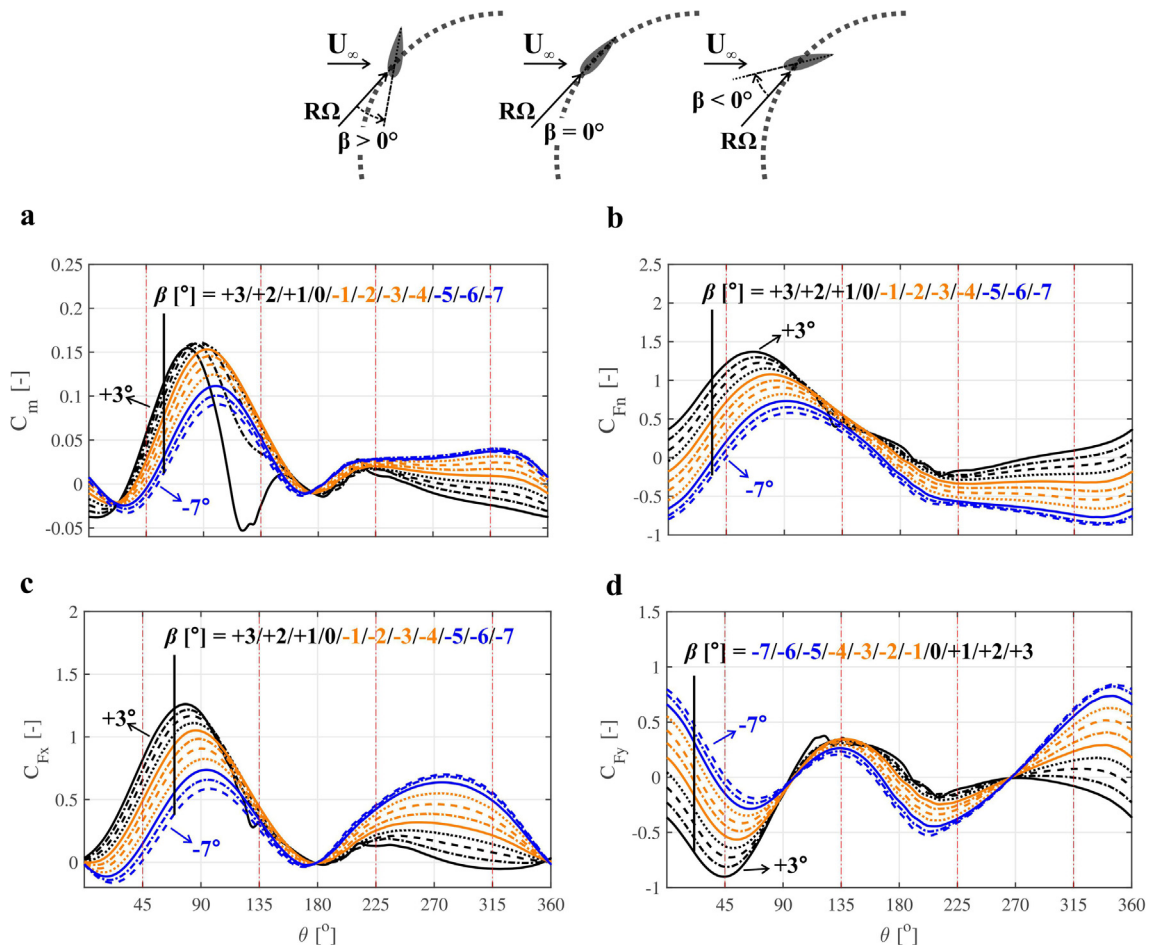 U∞ U∞ U∞
RΩ RΩ β < 0°
β > 0° β = 0° RΩ
a
b
0.25
β [°] = +3/+2/+1/0/-1/-2/-3/-4/-5/-6/-7
0.2
0.15
+3°
0.1
0.05
0
-7°
-0.05
C_m [-]
2.5
β [°] = +3/+2/+1/0/-1/-2/-3/-4/-5/-6/-7
2
1.5
+3°
1
0.5
0
-7°
-0.5
-1
C_Fn [-]
c
d
2
β [°] = +3/+2/+1/0/-1/-2/-3/-4/-5/-6/-7
1.5
+3°
1
0.5
-7°
0
C_Fx [-]
45 90 135 180 225 270 315 360
θ [°]
1.5
β [°] = -7/-6/-5/-4/-3/-2/-1/0/+1/+2/+3
1
-7°
0.5
0
-0.5
+3°
-1
C_Fy [-]
45 90 135 180 225 270 315 360
θ [°]